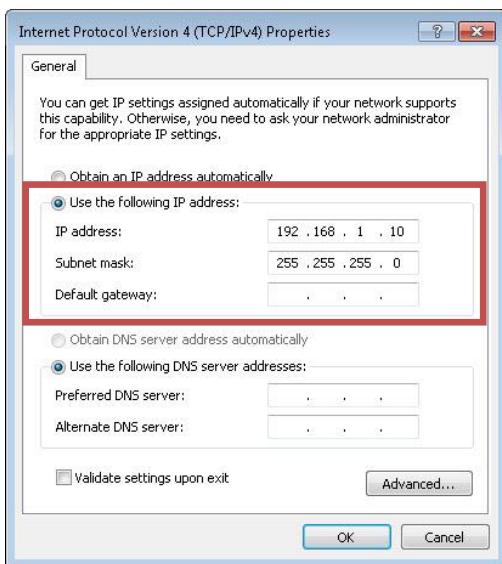 Internet Protocol Version 4 (TCP/IPv4) Properties
General
You can get IP settings assigned automatically if your network supports
this capability. Otherwise, you need to ask your network administrator
for the appropriate IP settings.
Obtain an IP address automatically
Use the following IP address:
IP address: 192 . 168 . 1 . 10
Subnet mask: 255 . 255 . 255 . 0
Default gateway: . . .
Obtain DNS server address automatically
Use the following DNS server addresses:
Preferred DNS server: . . .
Alternate DNS server: . . .
Validate settings upon exit
Advanced...
OK Cancel